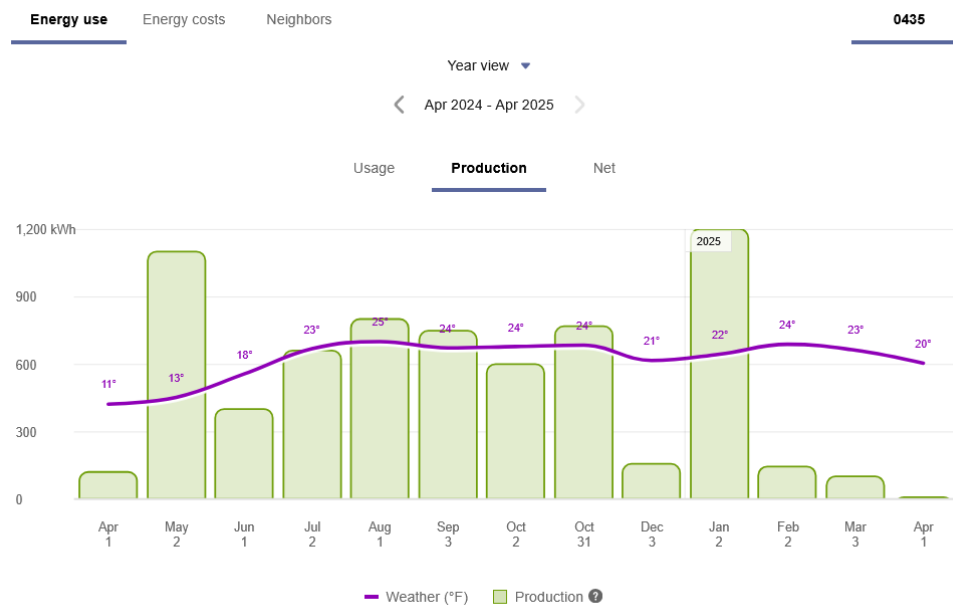 Energy use Energy costs Neighbors 0435
Year view
Apr 2024 - Apr 2025
Usage Production Net
1,200 kWh
900
600
300
0
2025
11° 13° 18° 23° 25° 24° 24° 24° 21° 22° 24° 23° 20°
Apr May Jun Jul Aug Sep Oct Oct Dec Jan Feb Mar Apr
1 2 1 2 1 3 2 31 3 2 2 3 1
Weather (°F) Production ?